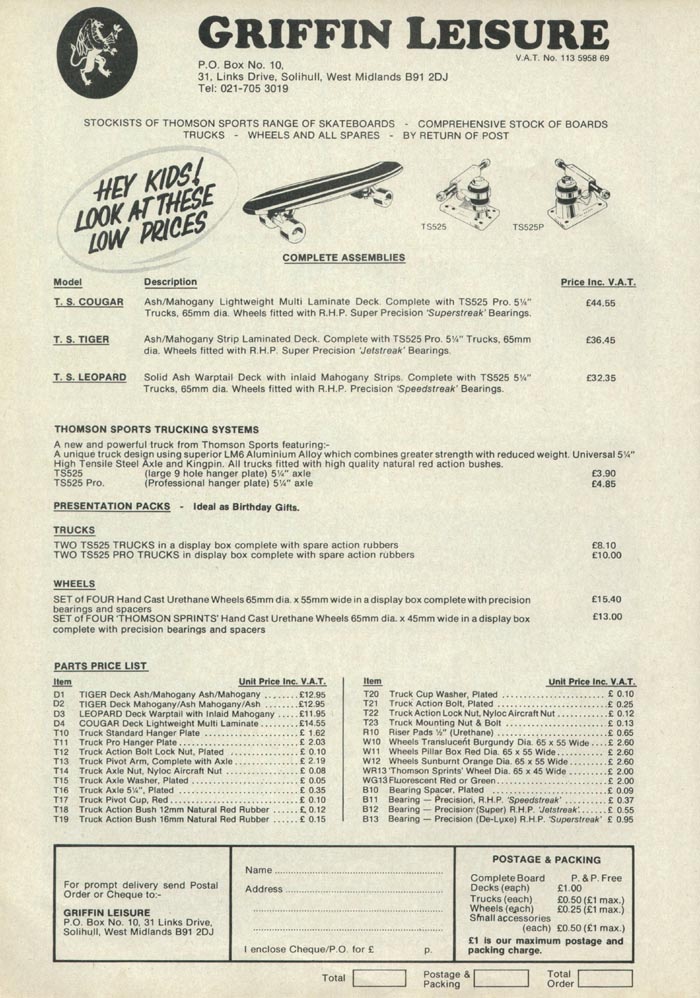 GRIFFIN LEISURE
V.A.T. No. 113 5958 69
P.O. Box No. 10,
31, Links Drive, Solihull, West Midlands B91 2DJ
Tel: 021-705 3019
STOCKISTS OF THOMSON SPORTS RANGE OF SKATEBOARDS - COMPREHENSIVE STOCK OF BOARDS
TRUCKS - WHEELS AND ALL SPARES - BY RETURN OF POST
HEY KIDS!
LOOK AT THESE
LOW PRICES
TS525
TS525P
COMPLETE ASSEMBLIES
Model Description Price Inc. V.A.T.
T. S. COUGAR Ash/Mahogany Lightweight Multi Laminate Deck. Complete with TS525 Pro. 5¼" £44.55
Trucks, 65mm dia. Wheels fitted with R.H.P. Super Precision 'Superstreak' Bearings.
T. S. TIGER Ash/Mahogany Strip Laminated Deck. Complete with TS525 Pro. 5¼" Trucks, 65mm £36.45
dia. Wheels fitted with R.H.P. Super Precision 'Jetstreak' Bearings.
T. S. LEOPARD Solid Ash Warptail Deck with inlaid Mahogany Strips. Complete with TS525 5¼" £32.35
Trucks, 65mm dia. Wheels fitted with R.H.P. Precision 'Speedstreak' Bearings.
THOMSON SPORTS TRUCKING SYSTEMS
A new and powerful truck from Thomson Sports featuring:-
A unique truck design using superior LM6 Aluminium Alloy which combines greater strength with reduced weight. Universal 5¼"
High Tensile Steel Axle and Kingpin. All trucks fitted with high quality natural red action bushes.
TS525 (large 9 hole hanger plate) 5¼" axle £3.90
TS525 Pro. (Professional hanger plate) 5¼" axle £4.85
PRESENTATION PACKS - Ideal as Birthday Gifts.
TRUCKS
TWO TS525 TRUCKS in a display box complete with spare action rubbers £8.10
TWO TS525 PRO TRUCKS in display box complete with spare action rubbers £10.00
WHEELS
SET of FOUR Hand Cast Urethane Wheels 65mm dia. x 55mm wide in a display box complete with precision £15.40
bearings and spacers
SET of FOUR 'THOMSON SPRINTS' Hand Cast Urethane Wheels 65mm dia. x 45mm wide in a display box £13.00
complete with precision bearings and spacers
PARTS PRICE LIST
Item Unit Price Inc. V.A.T.
D1 TIGER Deck Ash/Mahogany Ash/Mahogany .......£12.95
D2 TIGER Deck Mahogany/Ash Mahogany/Ash .......£12.95
D3 LEOPARD Deck Warptail with Inlaid Mahogany .....£11.95
D4 COUGAR Deck Lightweight Multi Laminate ........£14.55
T10 Truck Standard Hanger Plate ........ £ 1.62
T11 Truck Pro Hanger Plate ........ £ 2.03
T12 Truck Action Bolt Lock Nut, Plated ........ £ 0.10
T13 Truck Pivot Arm, Complete with Axle ........ £ 2.19
T14 Truck Axle Nut, Nyloc Aircraft Nut ........ £ 0.08
T15 Truck Axle Washer, Plated ........ £ 0.05
T16 Truck Axle 5¼", Plated ........ £ 0.35
T17 Truck Pivot Cup, Red ........ £ 0.10
T18 Truck Action Bush 12mm Natural Red Rubber .. £ 0.12
T19 Truck Action Bush 16mm Natural Red Rubber .. £ 0.15
Item Unit Price Inc. V.A.T.
T20 Truck Cup Washer, Plated ........ £ 0.10
T21 Truck Action Bolt, Plated ........ £ 0.25
T22 Truck Action Lock Nut, Nyloc Aircraft Nut ........ £ 0.12
T23 Truck Mounting Nut & Bolt ........ £ 0.13
R10 Riser Pads ½" (Urethane) ........ £ 0.65
W10 Wheels Translucent Burgundy Dia. 65 x 55 Wide ... £ 2.60
W11 Wheels Pillar Box Red Dia. 65 x 55 Wide ........ £ 2.60
W12 Wheels Sunburnt Orange Dia. 65 x 55 Wide ....... £ 2.60
WR13 'Thomson Sprints' Wheel Dia. 65 x 45 Wide ..... £ 2.00
WG13 Fluorescent Red or Green ........ £ 2.00
B10 Bearing Spacer, Plated ........ £ 0.09
B11 Bearing — Precision, R.H.P. 'Speedstreak' ....... £ 0.37
B12 Bearing — Precision (Super) R.H.P. 'Jetstreak' ...... £ 0.55
B13 Bearing — Precision (De-Luxe) R.H.P. 'Superstreak' £ 0.95
For prompt delivery send Postal
Order or Cheque to:-
GRIFFIN LEISURE
P.O. Box No. 10, 31 Links Drive,
Solihull, West Midlands B91 2DJ
Name
Address
I enclose Cheque/P.O. for £ p.
POSTAGE & PACKING
Complete Board P. & P. Free
Decks (each) £1.00
Trucks (each) £0.50 (£1 max.)
Wheels (each) £0.25 (£1 max.)
Small accessories
(each) £0.50 (£1 max.)
£1 is our maximum postage and
packing charge.
Total
Postage &
Packing
Total
Order